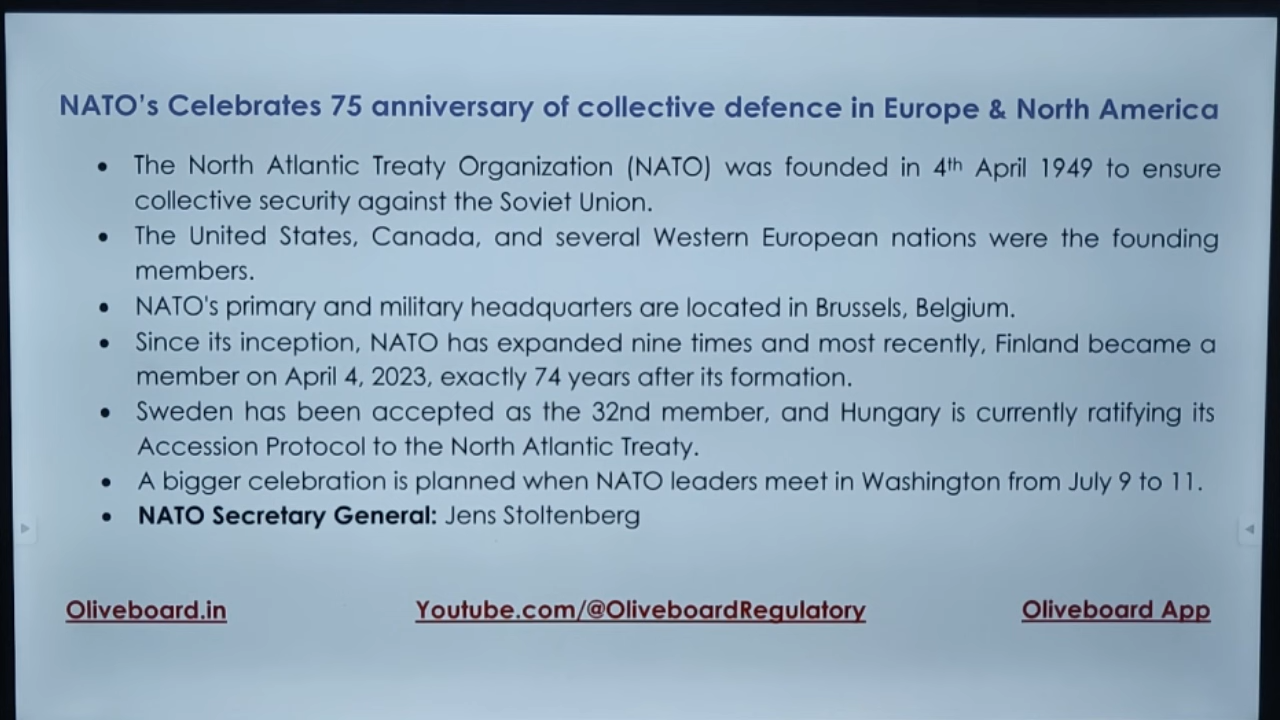 NATO's Celebrates 75 anniversary of collective defence in Europe & North America
• The North Atlantic Treaty Organization (NATO) was founded in 4th April 1949 to ensure
collective security against the Soviet Union.
• The United States, Canada, and several Western European nations were the founding
members.
• NATO's primary and military headquarters are located in Brussels, Belgium.
• Since its inception, NATO has expanded nine times and most recently, Finland became a
member on April 4, 2023, exactly 74 years after its formation.
• Sweden has been accepted as the 32nd member, and Hungary is currently ratifying its
Accession Protocol to the North Atlantic Treaty.
• A bigger celebration is planned when NATO leaders meet in Washington from July 9 to 11.
• NATO Secretary General: Jens Stoltenberg
Oliveboard.in Youtube.com/@OliveboardRegulatory Oliveboard App